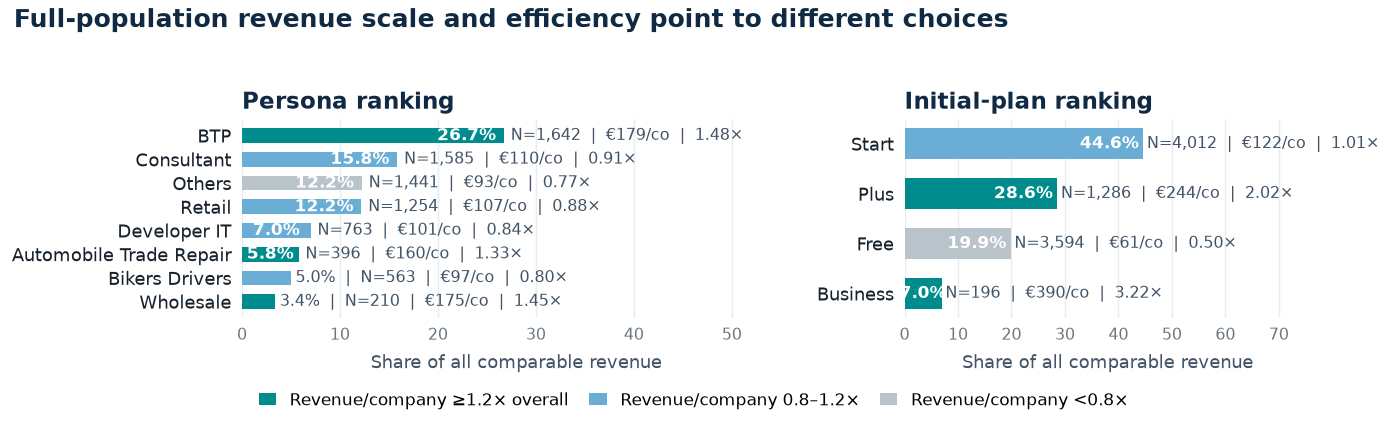 Full-population revenue scale and efficiency point to different choices
Persona ranking
BTP 26.7% N=1,642 | €179/co | 1.48×
Consultant 15.8% N=1,585 | €110/co | 0.91×
Others 12.2% N=1,441 | €93/co | 0.77×
Retail 12.2% N=1,254 | €107/co | 0.88×
Developer IT 7.0% N=763 | €101/co | 0.84×
Automobile Trade Repair 5.8% N=396 | €160/co | 1.33×
Bikers Drivers 5.0% | N=563 | €97/co | 0.80×
Wholesale 3.4% | N=210 | €175/co | 1.45×
0 10 20 30 40 50
Share of all comparable revenue
Initial-plan ranking
Start 44.6% N=4,012 | €122/co | 1.01×
Plus 28.6% N=1,286 | €244/co | 2.02×
Free 19.9% N=3,594 | €61/co | 0.50×
Business 7.0% N=196 | €390/co | 3.22×
0 10 20 30 40 50 60 70
Share of all comparable revenue
Revenue/company ≥1.2× overall Revenue/company 0.8–1.2× Revenue/company <0.8×